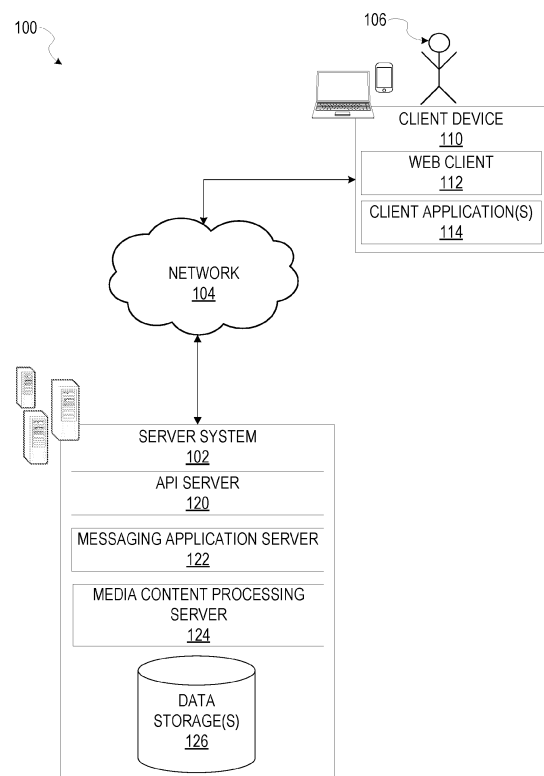 100
106
CLIENT DEVICE
110
WEB CLIENT
112
CLIENT APPLICATION(S)
114
NETWORK
104
SERVER SYSTEM
102
API SERVER
120
MESSAGING APPLICATION SERVER
122
MEDIA CONTENT PROCESSING
SERVER
124
DATA
STORAGE(S)
126